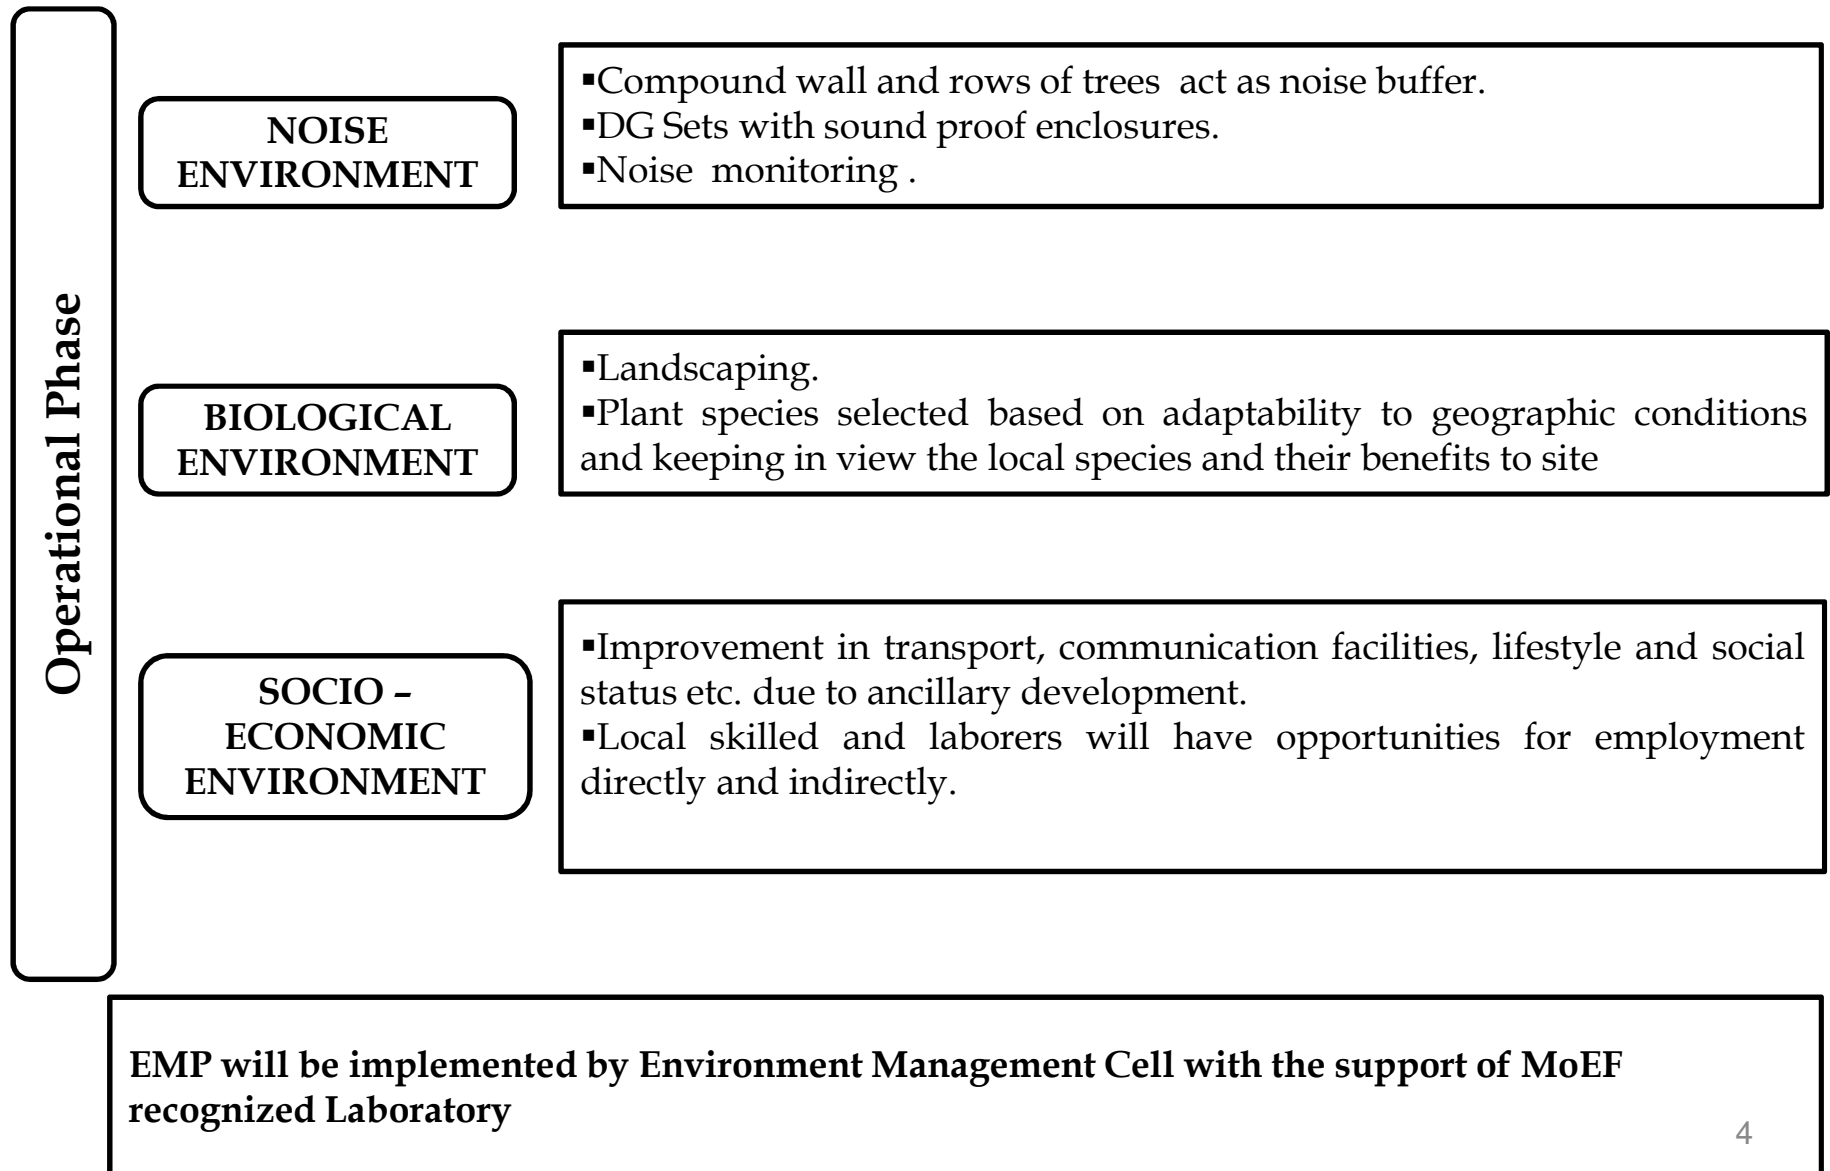 Operational Phase
NOISE
ENVIRONMENT
▪Compound wall and rows of trees  act as noise buffer.
▪DG Sets with sound proof enclosures.
▪Noise  monitoring .
BIOLOGICAL
ENVIRONMENT
▪Landscaping.
▪Plant species selected based on adaptability to geographic conditions
and keeping in view the local species and their benefits to site
SOCIO –
ECONOMIC
ENVIRONMENT
▪Improvement in transport, communication facilities, lifestyle and social
status etc. due to ancillary development.
▪Local skilled and laborers will have opportunities for employment
directly and indirectly.
EMP will be implemented by Environment Management Cell with the support of MoEF
recognized Laboratory
4